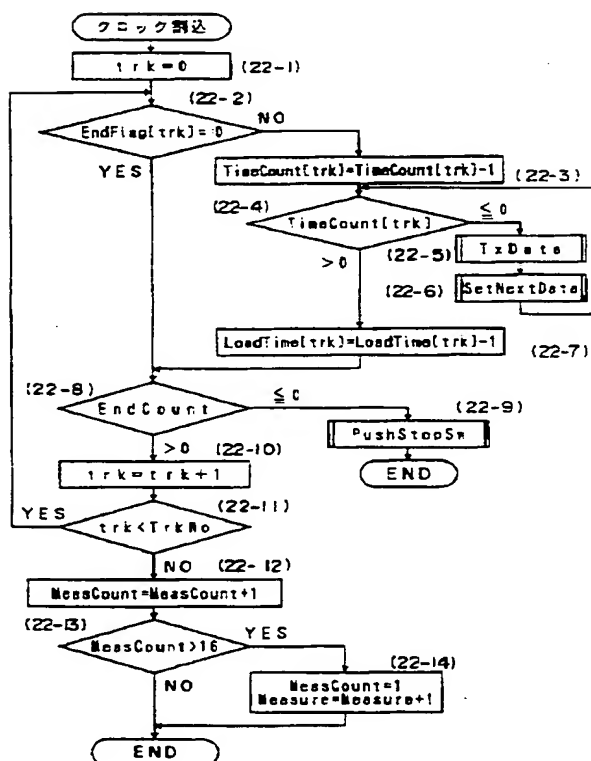 クロック割込
trk=0
(22-1)
(22-2)
EndFlag[trk]=0
NO
YES
TimeCount[trk]=TimeCount[trk]-1
(22-3)
(22-4)
TimeCount[trk]
≦0
>0
(22-5)
TxData
(22-6)
SetNextData
LoadTime[trk]=LoadTime[trk]-1
(22-7)
(22-8)
EndCount
≦0
(22-9)
PushStopSw
END
>0
(22-10)
trk=trk+1
YES
(22-11)
trk<TrkNo
NO
(22-12)
MeasCount=MeasCount+1
(22-13)
MeasCount>16
YES
NO
(22-14)
MeasCount=1
Measure=Measure+1
END